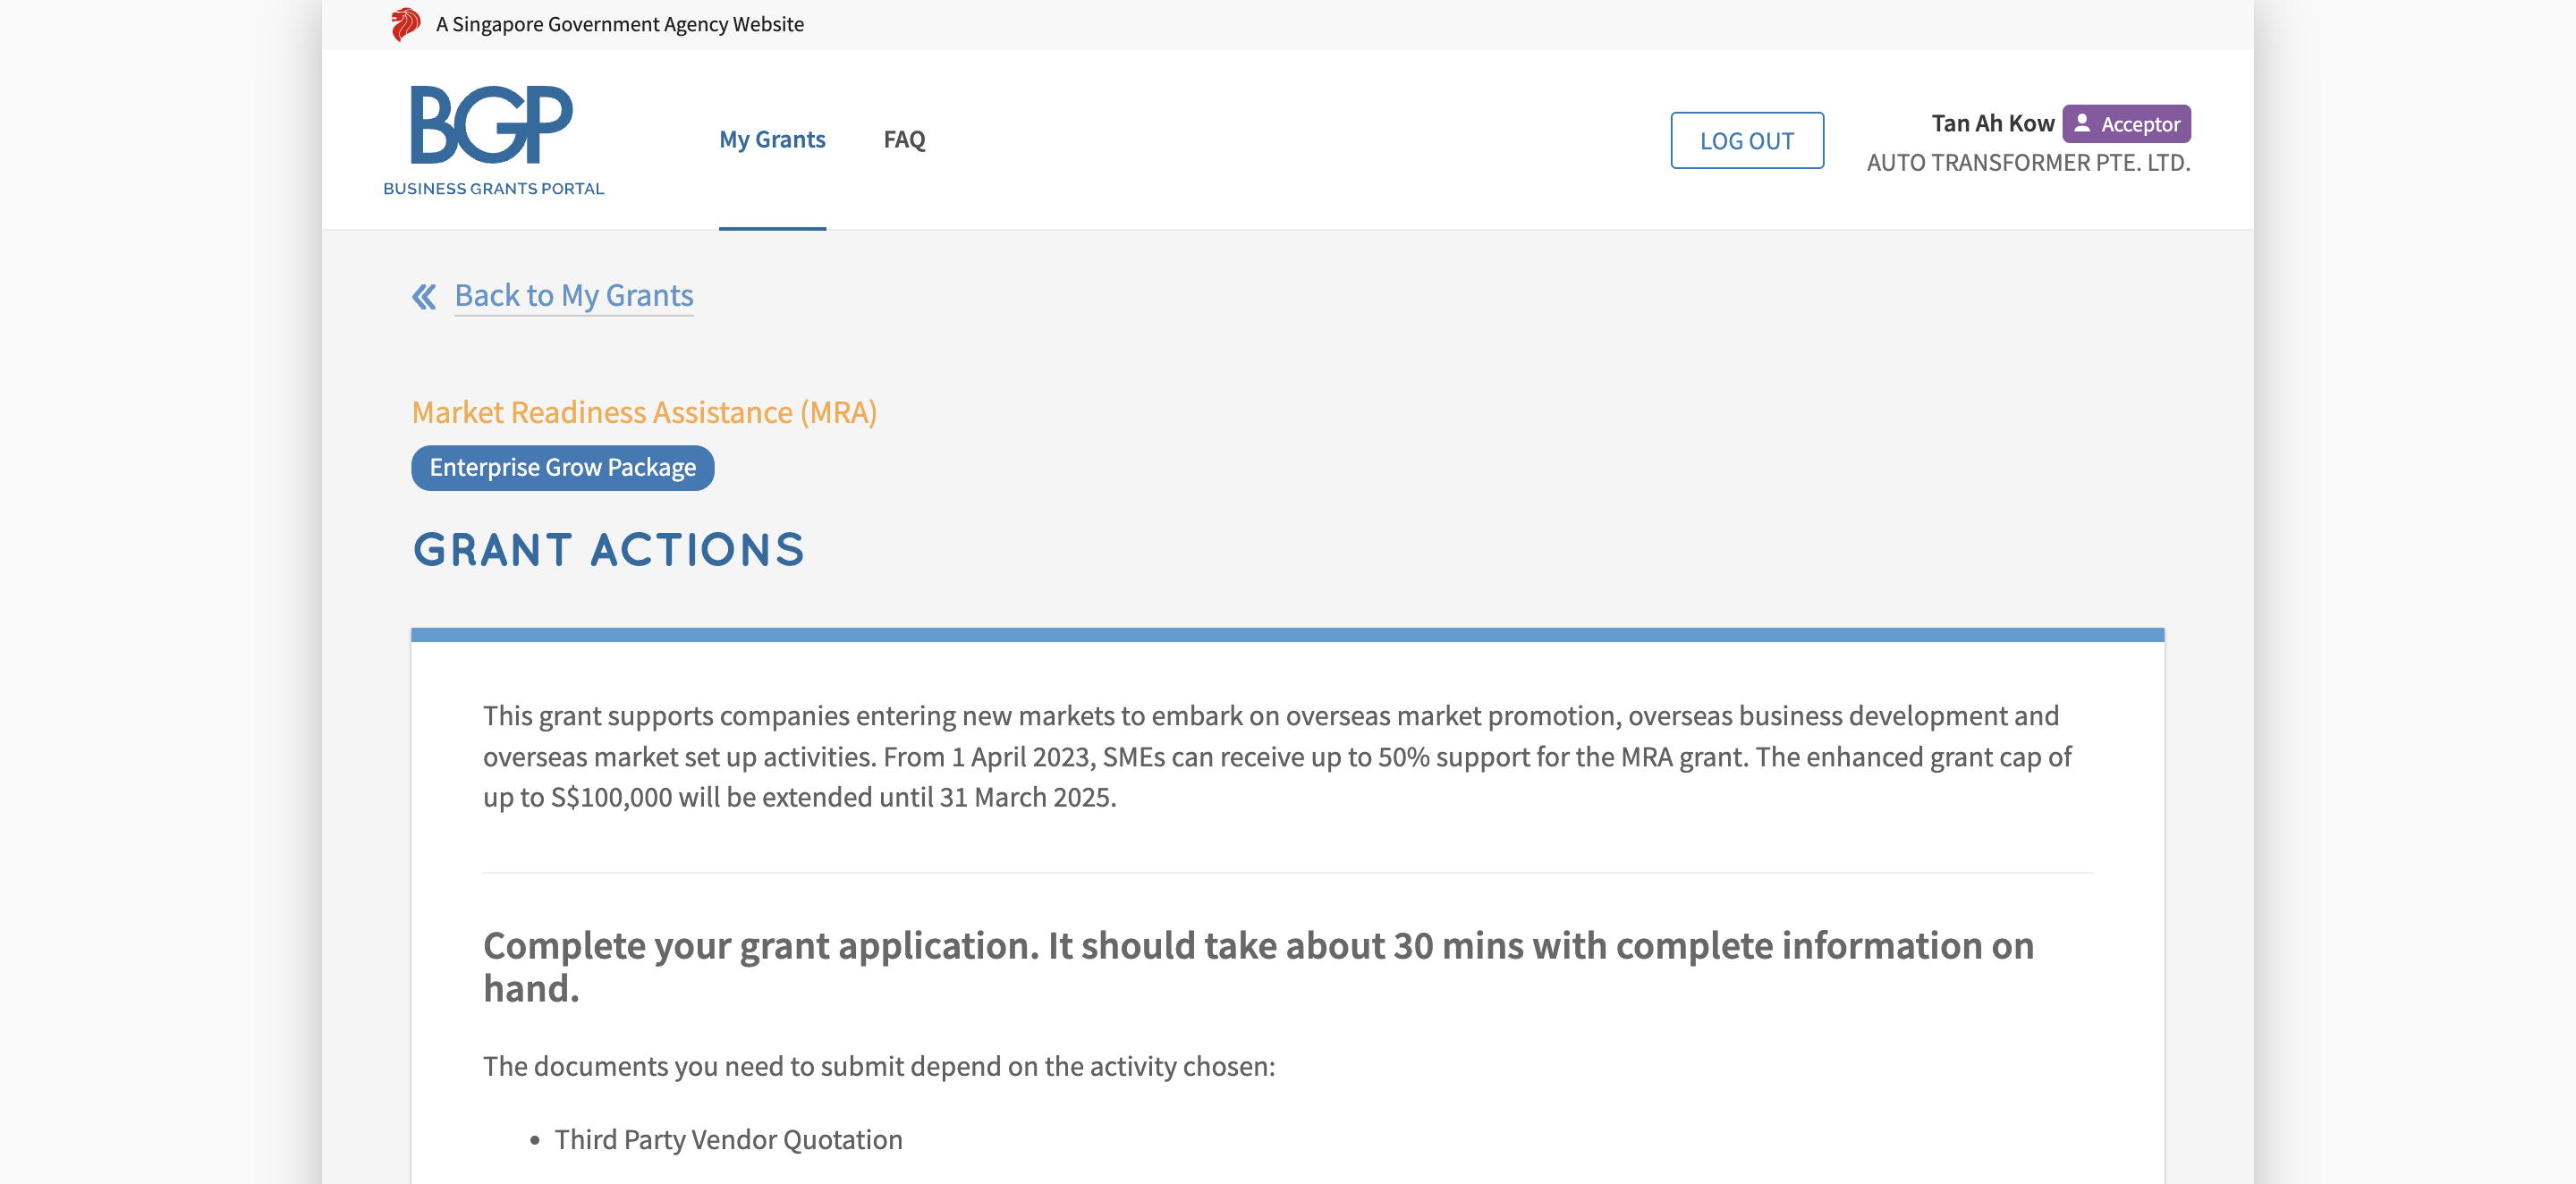 A Singapore Government Agency Website
BGP
BUSINESS GRANTS PORTAL
My Grants
FAQ
LOG OUT
Tan Ah Kow
Acceptor
AUTO TRANSFORMER PTE. LTD.
Back to My Grants
Market Readiness Assistance (MRA)
Enterprise Grow Package
GRANT ACTIONS
This grant supports companies entering new markets to embark on overseas market promotion, overseas business development and
overseas market set up activities. From 1 April 2023, SMEs can receive up to 50% support for the MRA grant. The enhanced grant cap of
up to S$100,000 will be extended until 31 March 2025.
Complete your grant application. It should take about 30 mins with complete information on
hand.
The documents you need to submit depend on the activity chosen:
• Third Party Vendor Quotation